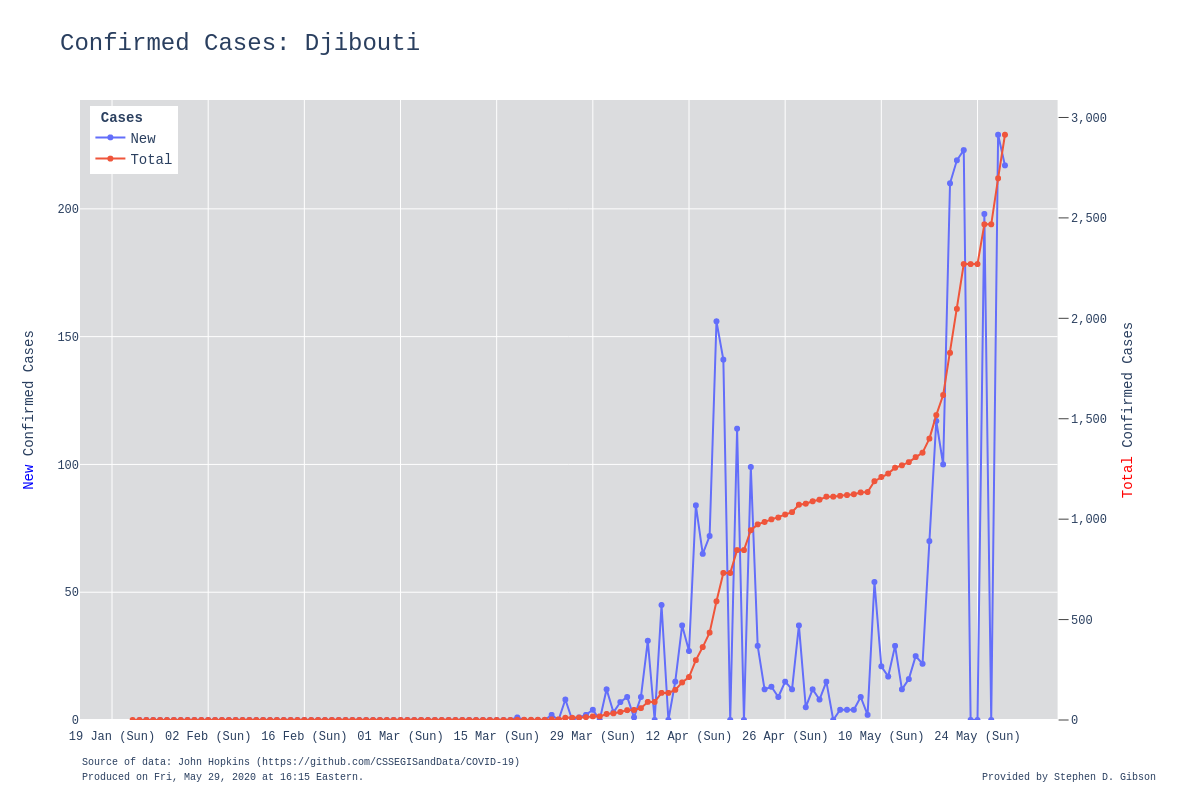 Confirmed Cases: Djibouti
Cases
New
Total
200
150
100
50
0
New Confirmed Cases
3,000
2,500
2,000
1,500
1,000
500
0
Total Confirmed Cases
19 Jan (Sun) 02 Feb (Sun) 16 Feb (Sun) 01 Mar (Sun) 15 Mar (Sun) 29 Mar (Sun) 12 Apr (Sun) 26 Apr (Sun) 10 May (Sun) 24 May (Sun)
Source of data: John Hopkins (https://github.com/CSSEGISandData/COVID-19)
Produced on Fri, May 29, 2020 at 16:15 Eastern.
Provided by Stephen D. Gibson